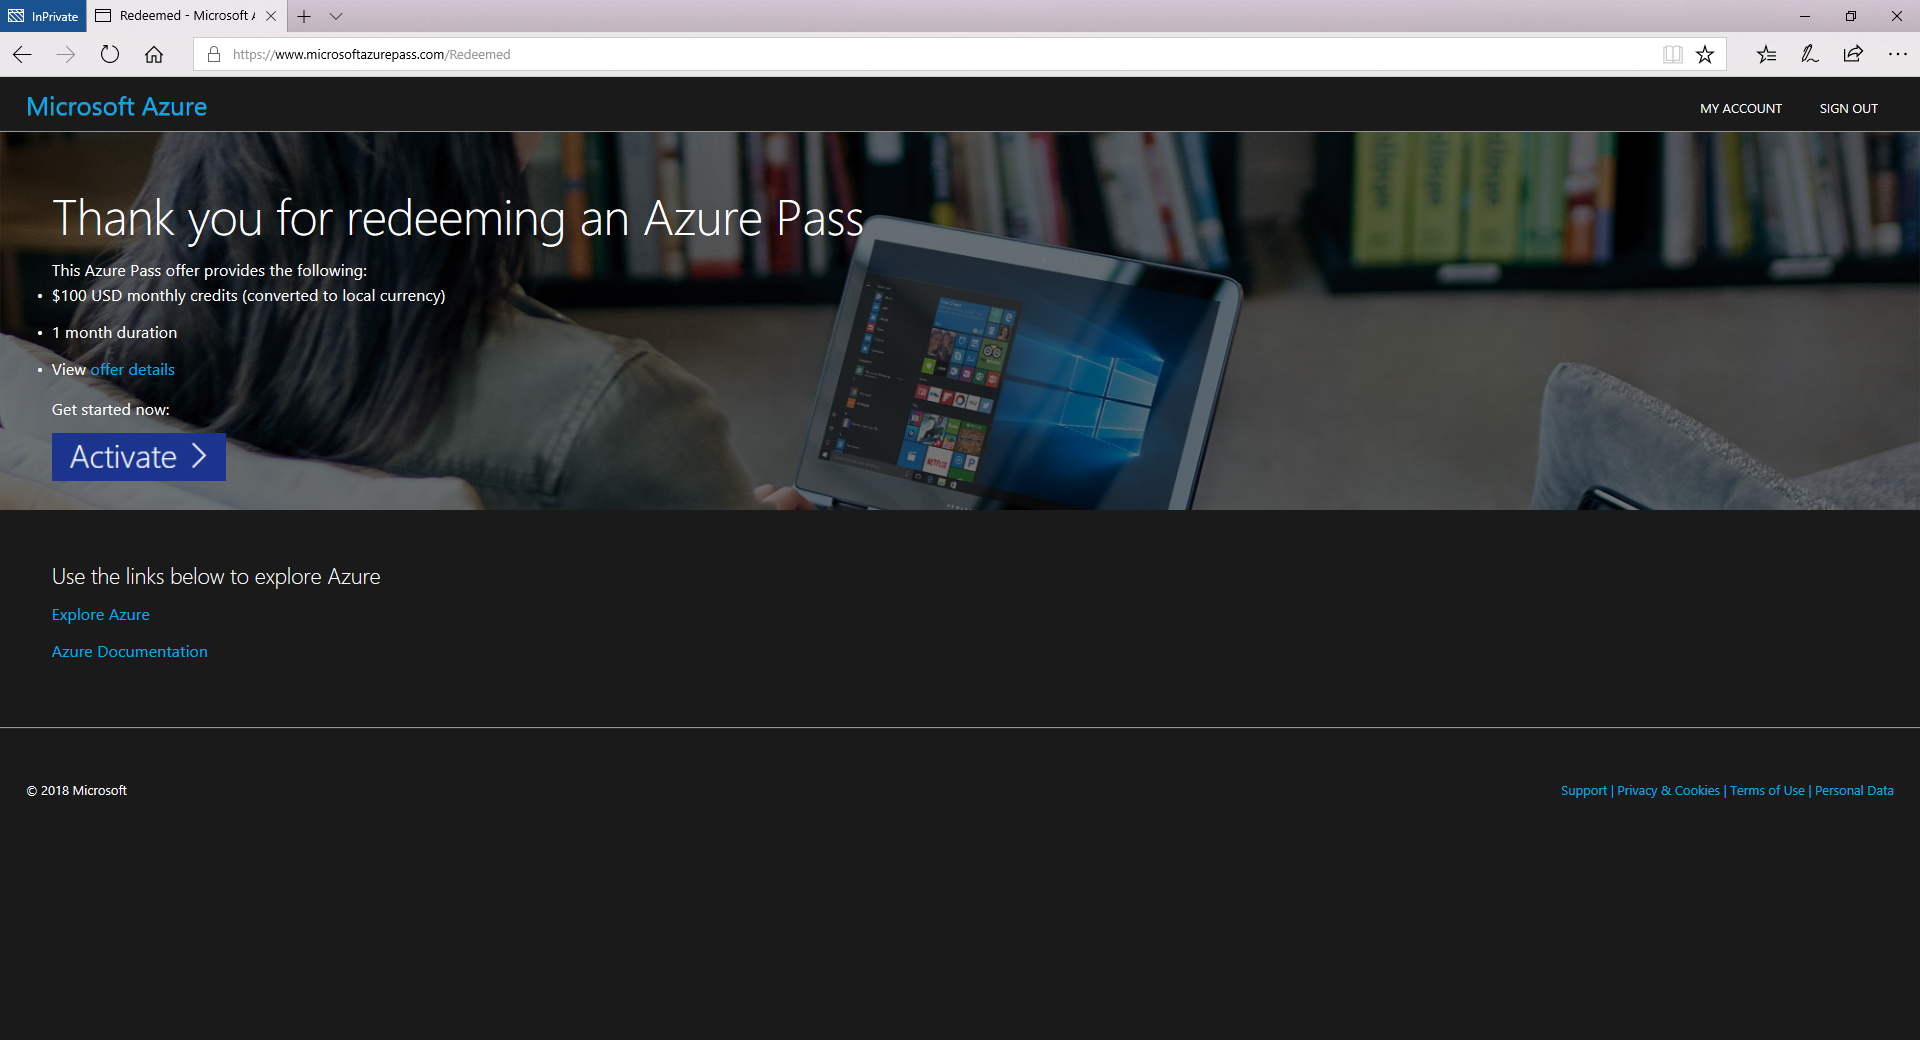 InPrivate
Redeemed - Microsoft A
https://www.microsoftazurepass.com/Redeemed
Microsoft Azure
MY ACCOUNT
SIGN OUT
Thank you for redeeming an Azure Pass
This Azure Pass offer provides the following:
• $100 USD monthly credits (converted to local currency)
• 1 month duration
• View offer details
Get started now:
Activate
NETFLIX
Use the links below to explore Azure
Explore Azure
Azure Documentation
© 2018 Microsoft
Support | Privacy & Cookies | Terms of Use | Personal Data